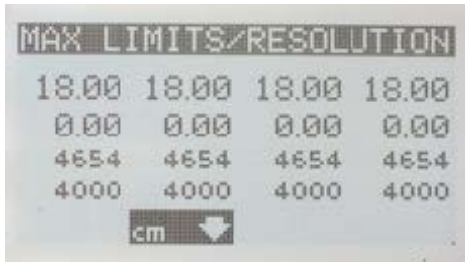 MAX LIMITS/RESOLUTION
18.00 18.00 18.00 18.00
0.00 0.00 0.00 0.00
4654 4654 4654 4654
4000 4000 4000 4000
cm